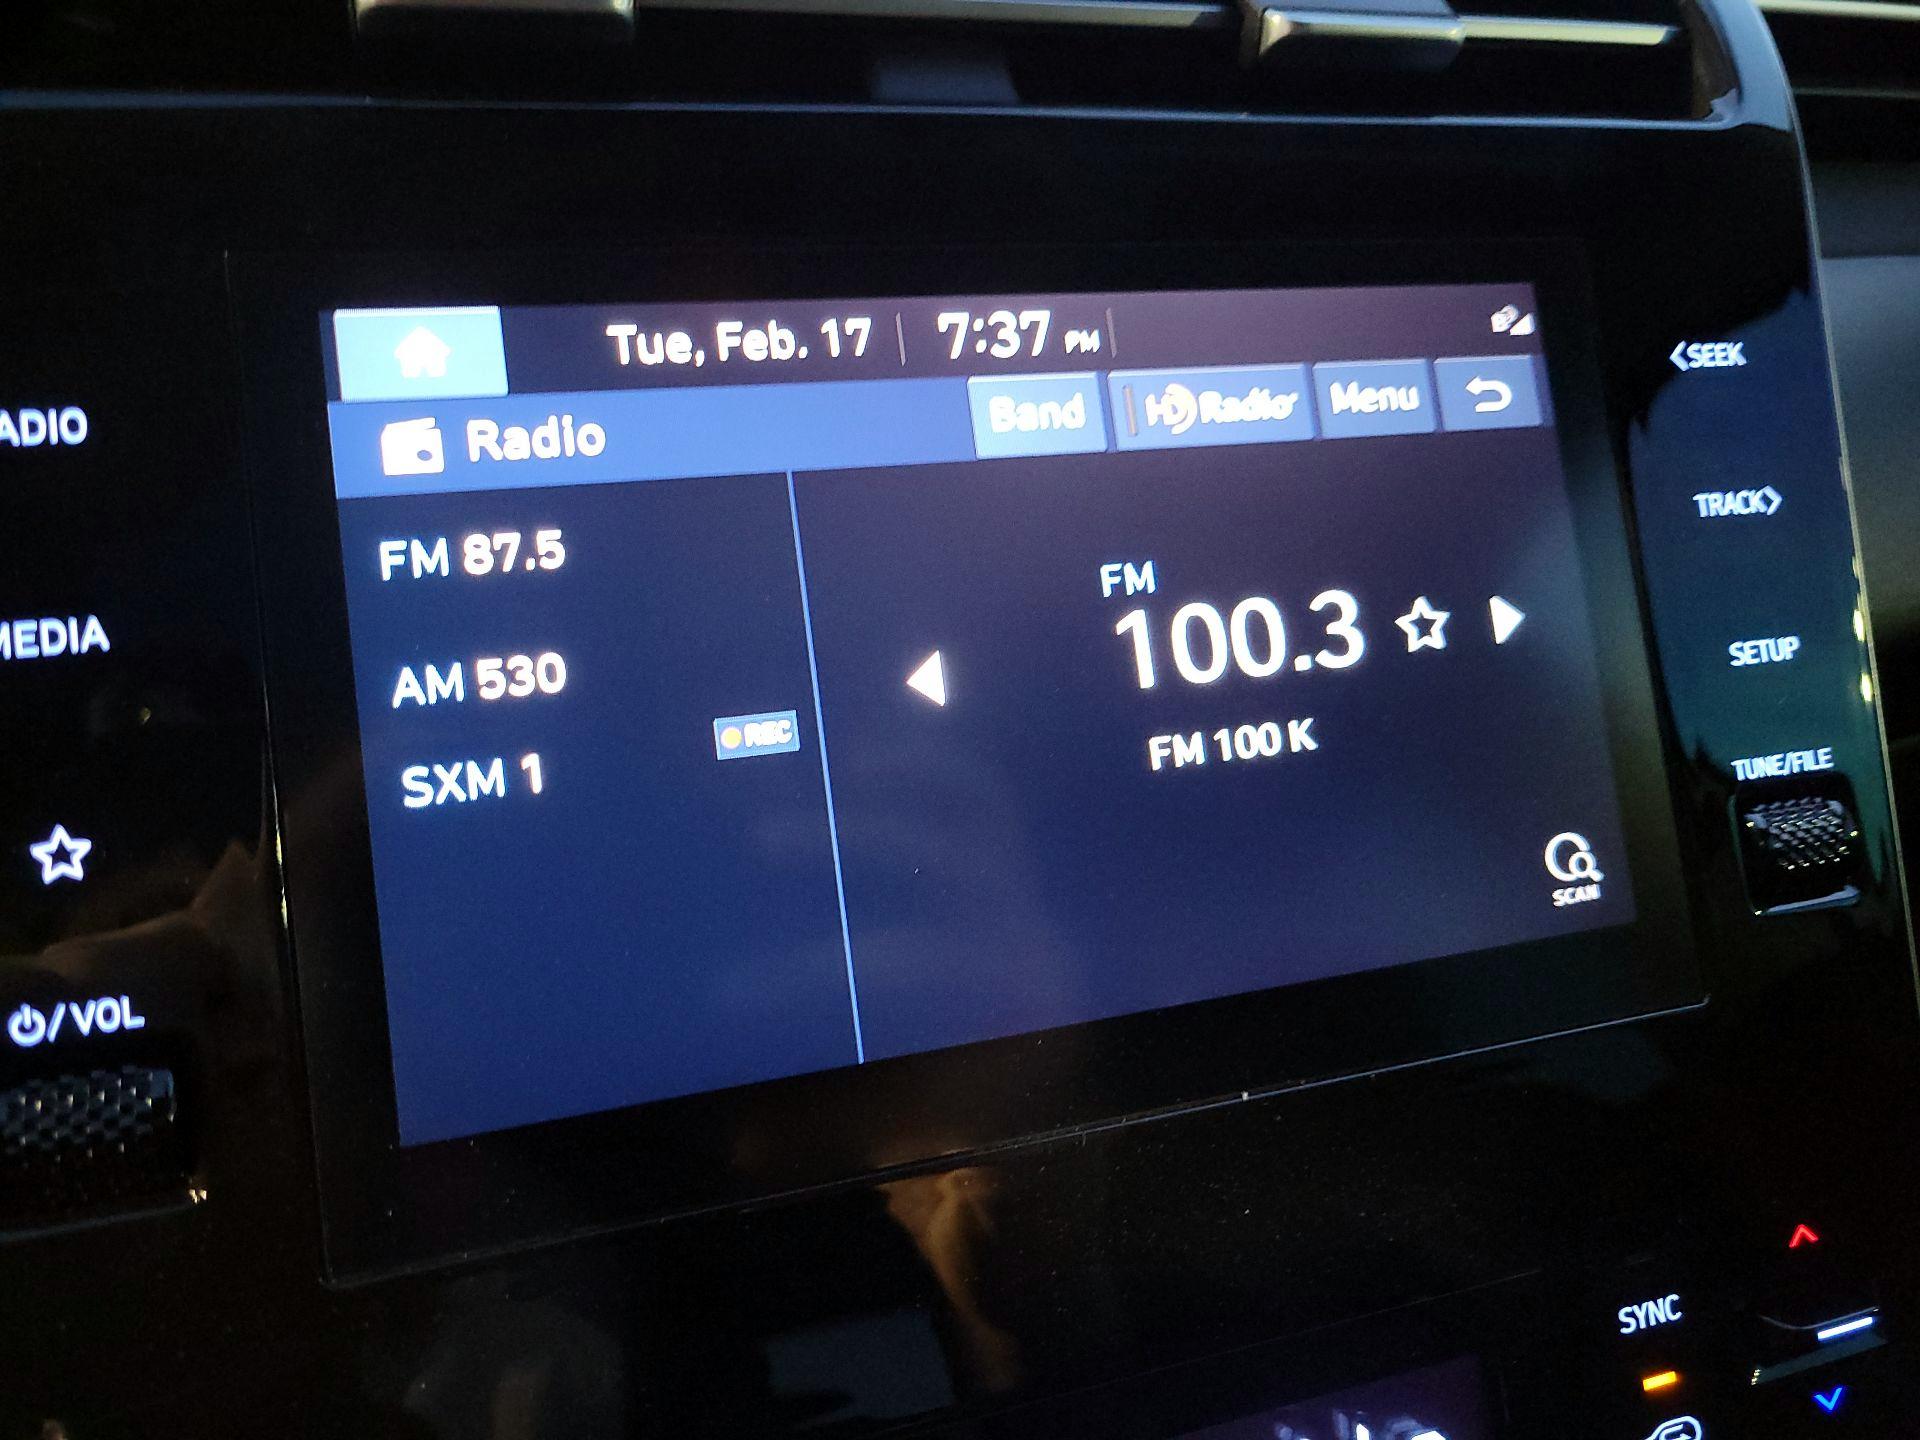 Tue, Feb. 17 7:37 PM
Radio Band HD Radio Menu
FM 87.5
AM 530
REC
SXM 1
FM
100.3
FM 100 K
SCAN
ADIO
MEDIA
/VOL
<SEEK
TRACK>
SETUP
TUNE/FILE
SYNC